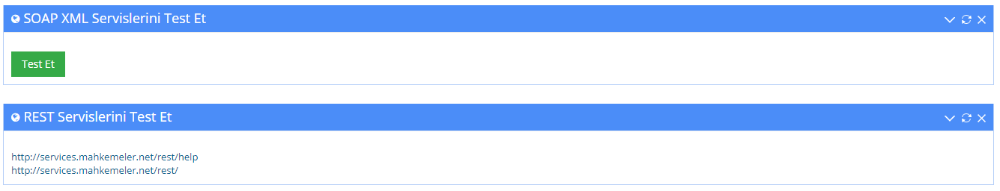 SOAP XML Servislerini Test Et
Test Et
REST Servislerini Test Et
http://services.mahkemeler.net/rest/help
http://services.mahkemeler.net/rest/